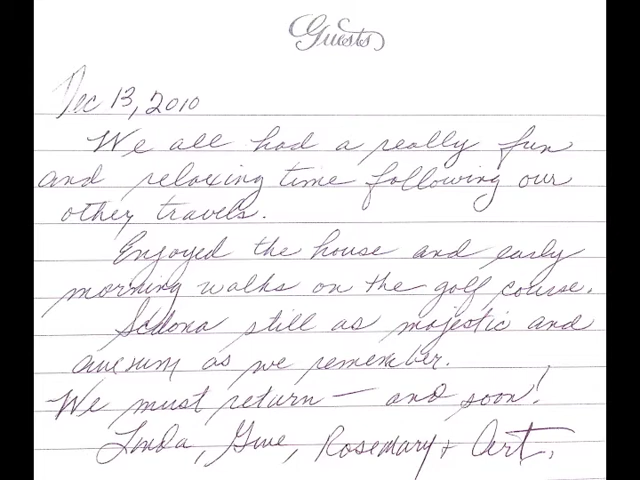 Guests
Dec 13, 2010
We all had a really fun
and relaxing time following our
other travels.
Enjoyed the house and early
morning walks on the golf course.
Sedona still as majestic and
awesum as we remember.
We must return — and soon!
Linda, Gene, Rosemary + Art.